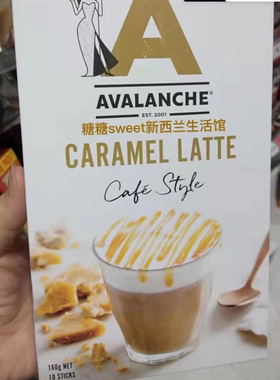 A
AVALANCHE®
EST. 2001
糖糖sweet新西兰生活馆
CARAMEL LATTE
Café Style
160g NET
10 STICKS